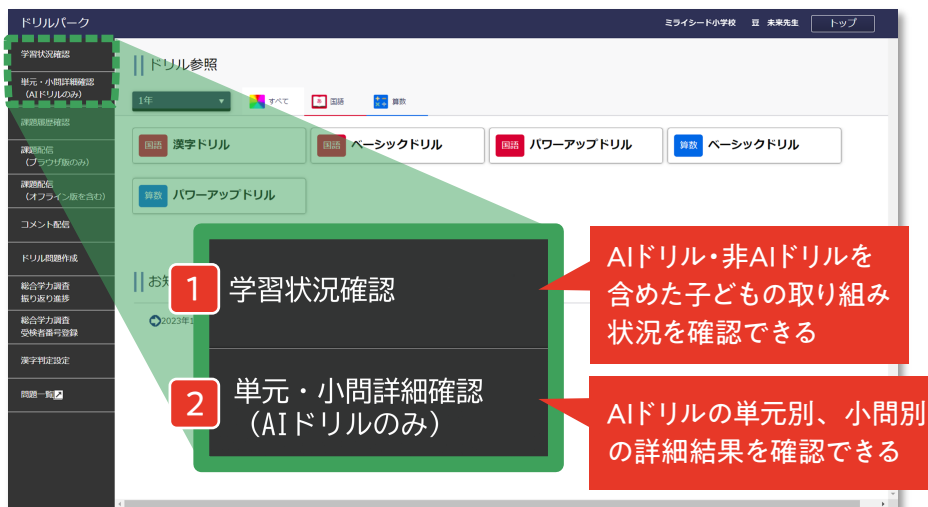 ドリルパーク
ミライシード小学校 豆 未来先生 トップ
学習状況確認
単元・小問詳細確認
(AIドリルのみ)
課題履歴確認
課題配信
(ブラウザ版のみ)
課題配信
(オフライン版を含む)
コメント配信
ドリル問題作成
総合学力調査
振り返り進捗
総合学力調査
受検者番号登録
漢字判定設定
問題一覧
ドリル参照
1年 すべて 国語 算数
国語 漢字ドリル
国語 ベーシックドリル
国語 パワーアップドリル
算数 ベーシックドリル
算数 パワーアップドリル
お知
2023年1
1 学習状況確認
2 単元・小問詳細確認
(AIドリルのみ)
AIドリル・非AIドリルを
含めた子どもの取り組み
状況を確認できる
AIドリルの単元別、小問別
の詳細結果を確認できる